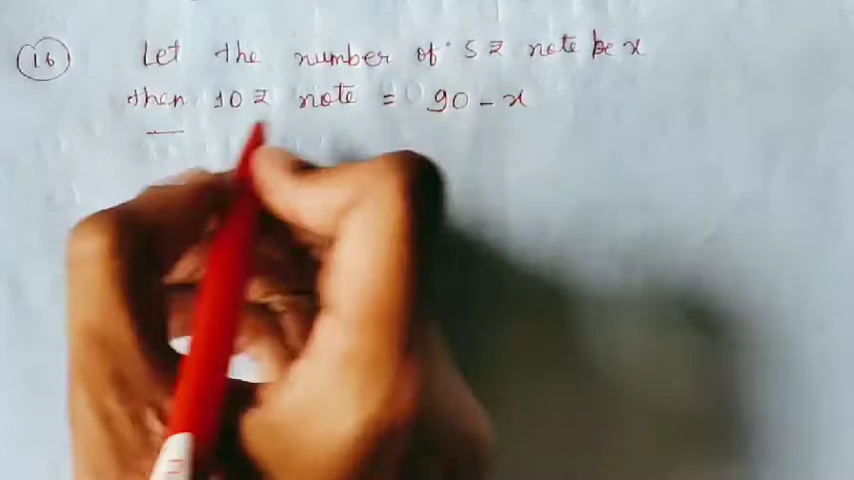 16 Let the number of 5 ₹ note be x
then 10 ₹ note = 90 - x